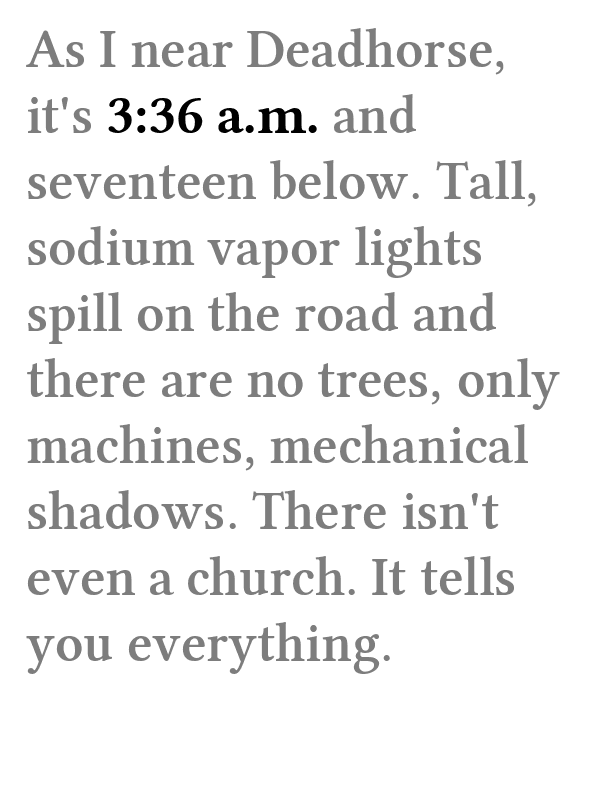 As I near Deadhorse,
it's 3:36 a.m. and
seventeen below. Tall,
sodium vapor lights
spill on the road and
there are no trees, only
machines, mechanical
shadows. There isn't
even a church. It tells
you everything.